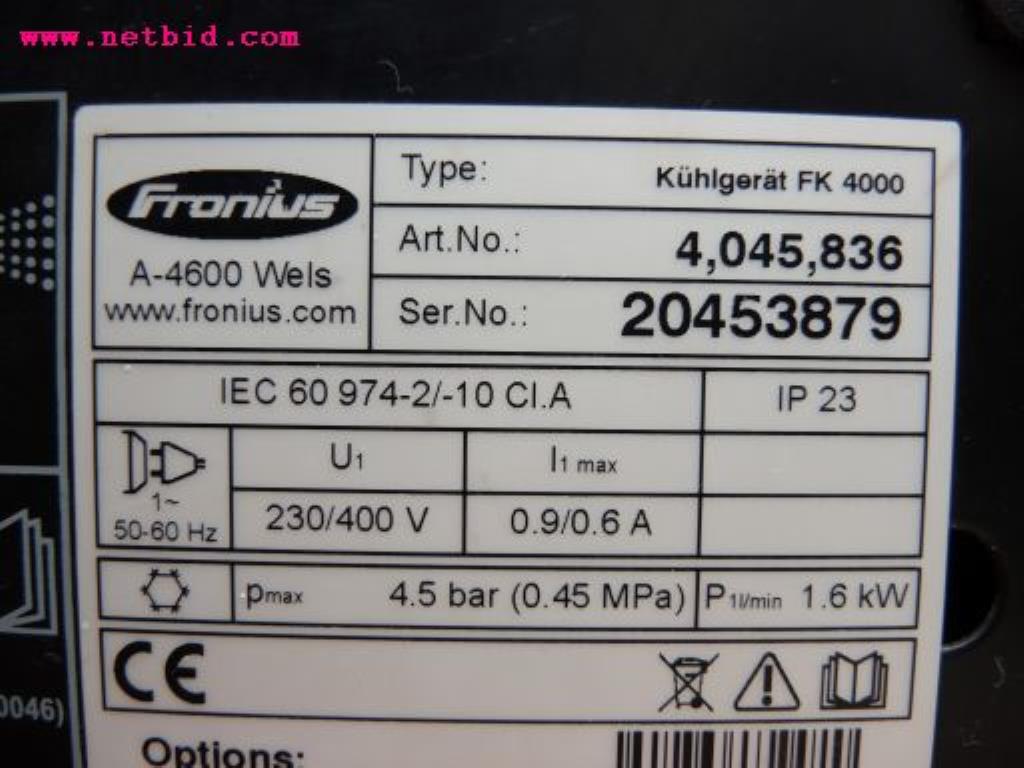 www.netbid.com
Fronius
A-4600 Wels
www.fronius.com
Type: Kühlgerät FK 4000
Art.No.: 4,045,836
Ser.No.: 20453879
IEC 60 974-2/-10 Cl.A IP 23
1~
50-60 Hz
U1 I1 max
230/400 V 0.9/0.6 A
pmax 4.5 bar (0.45 MPa) P1l/min 1.6 kW
CE
0046)
Options: